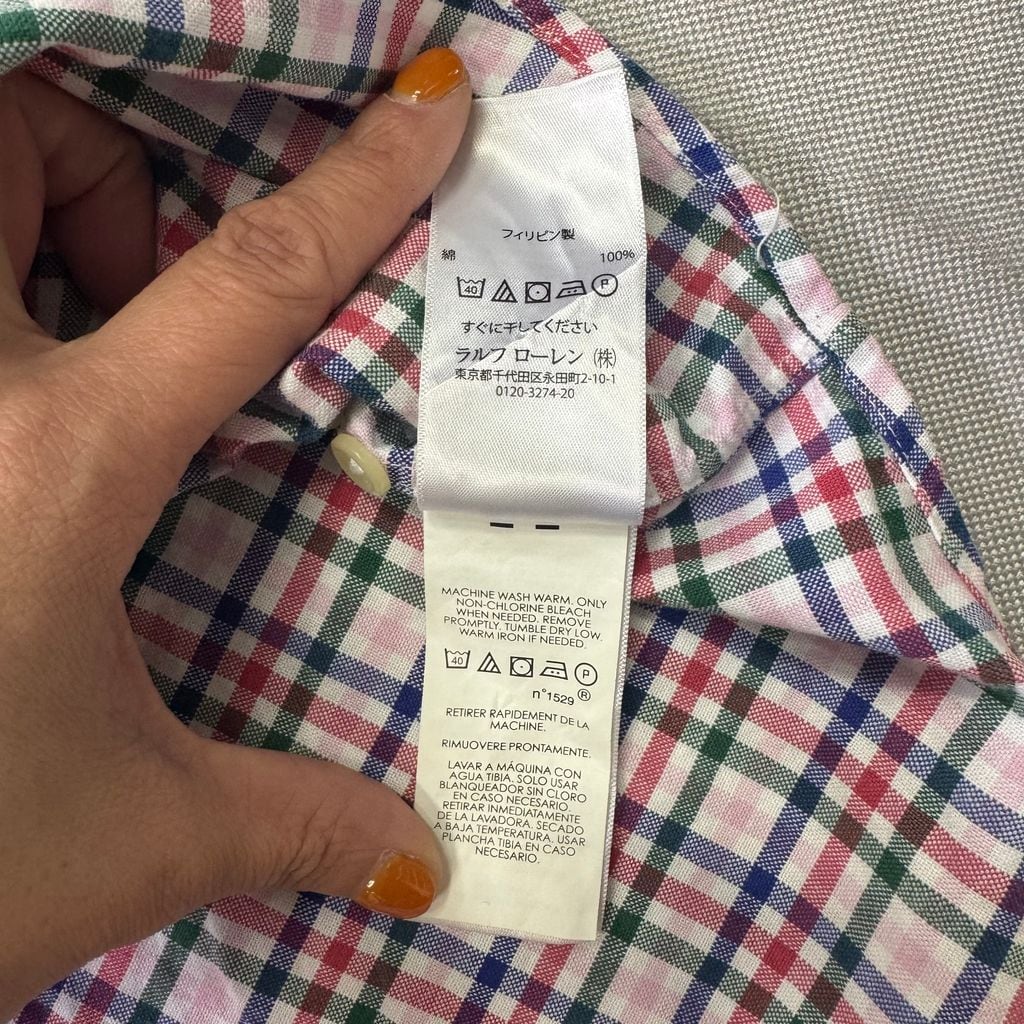 フィリピン製
綿 100%
40 P
すぐに干してください
ラルフ ローレン (株)
東京都千代田区永田町2-10-1
0120-3274-20
MACHINE WASH WARM. ONLY
NON-CHLORINE BLEACH
WHEN NEEDED. REMOVE
PROMPTLY. TUMBLE DRY LOW.
WARM IRON IF NEEDED.
40 P
n°1529 ®
RETIRER RAPIDEMENT DE LA
MACHINE.
RIMUOVERE PRONTAMENTE.
LAVAR A MÁQUINA CON
AGUA TIBIA. SOLO USAR
BLANQUEADOR SIN CLORO
EN CASO NECESARIO.
RETIRAR INMEDIATAMENTE
DE LA LAVADORA. SECADO
A BAJA TEMPERATURA. USAR
PLANCHA TIBIA EN CASO
NECESARIO.